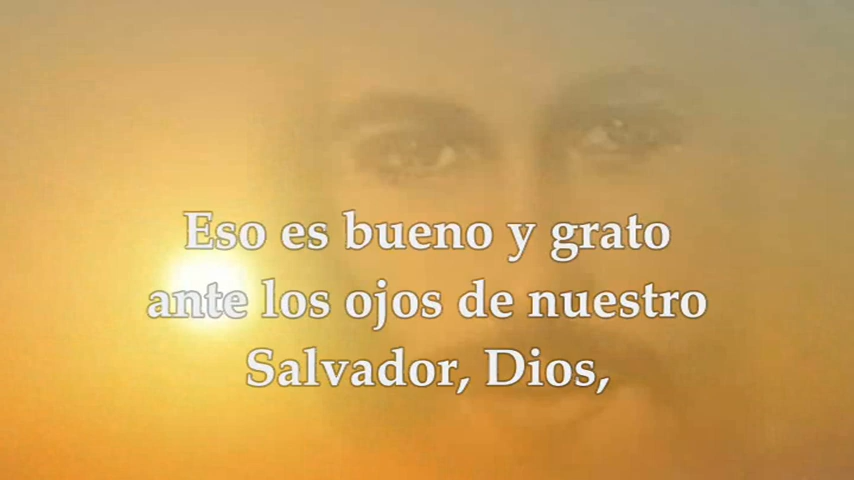 Eso es bueno y grato
ante los ojos de nuestro
Salvador, Dios,